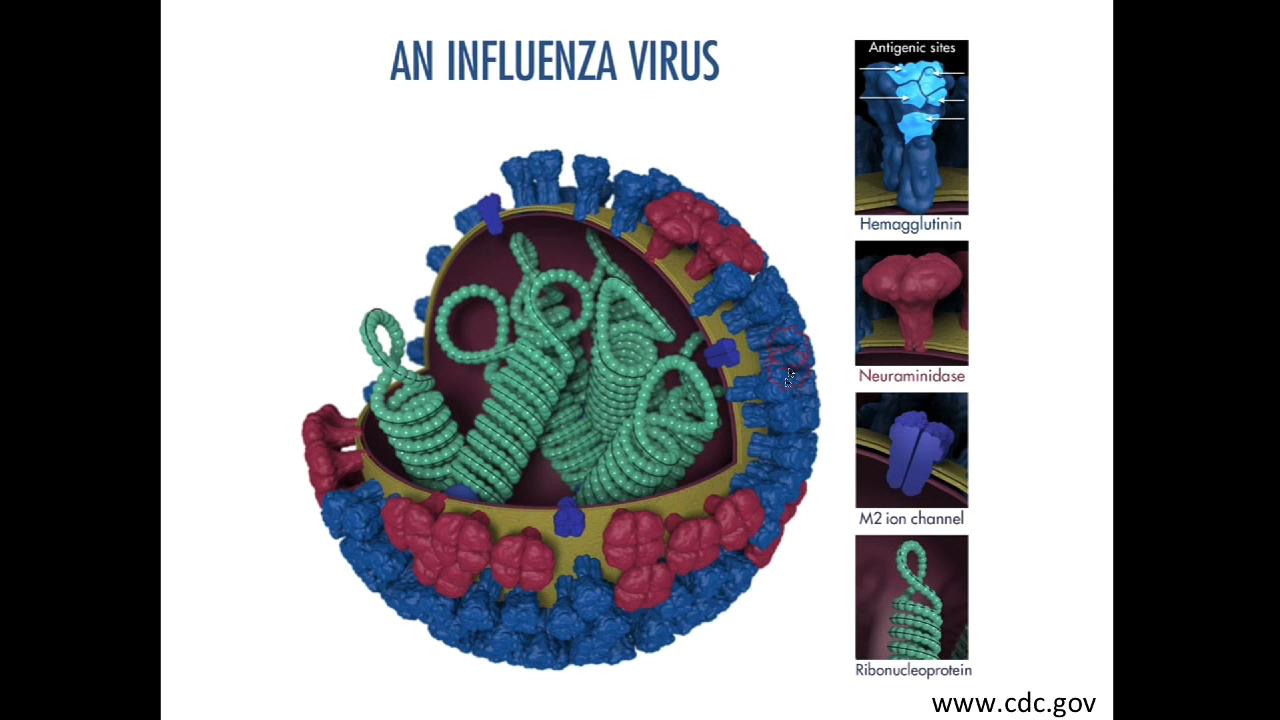 AN INFLUENZA VIRUS
Antigenic sites
Hemagglutinin
Neuraminidase
M2 ion channel
Ribonucleoprotein
www.cdc.gov